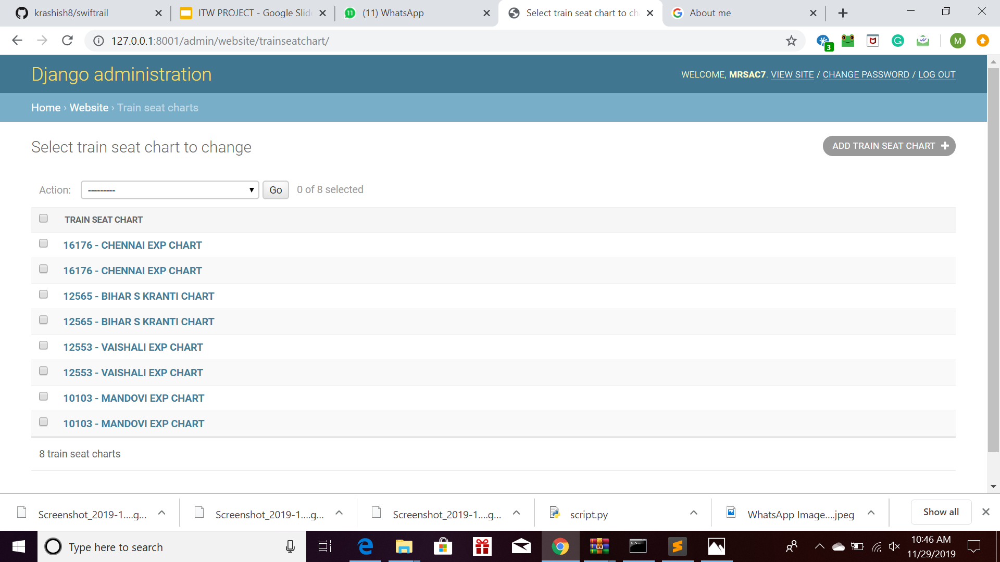 krashish8/swiftrail
ITW PROJECT - Google Slide
(11) WhatsApp
Select train seat chart to ch
About me
127.0.0.1:8001/admin/website/trainseatchart/
3
M
Django administration
WELCOME, MRSAC7. VIEW SITE / CHANGE PASSWORD / LOG OUT
Home › Website › Train seat charts
Select train seat chart to change
ADD TRAIN SEAT CHART +
Action: --------- Go 0 of 8 selected
TRAIN SEAT CHART
16176 - CHENNAI EXP CHART
16176 - CHENNAI EXP CHART
12565 - BIHAR S KRANTI CHART
12565 - BIHAR S KRANTI CHART
12553 - VAISHALI EXP CHART
12553 - VAISHALI EXP CHART
10103 - MANDOVI EXP CHART
10103 - MANDOVI EXP CHART
8 train seat charts
Screenshot_2019-1....g...
Screenshot_2019-1....g...
Screenshot_2019-1....g...
script.py
WhatsApp Image....jpeg
Show all
Type here to search
10:46 AM
11/29/2019